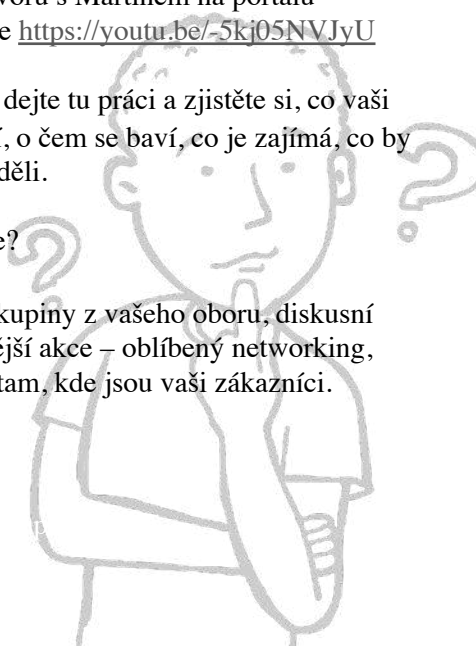 voru s Martinem na portálu
e https://youtu.be/-5kj05NVJyU
dejte tu práci a zjistěte si, co vaši
í, o čem se baví, co je zajímá, co by
děli.
e?
kupiny z vašeho oboru, diskusní
ější akce – oblíbený networking,
tam, kde jsou vaši zákazníci.